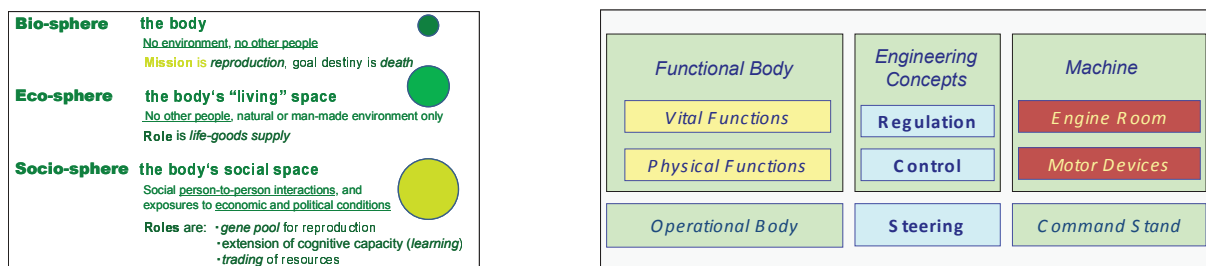 Bio-sphere the body
No environment, no other people
Mission is reproduction, goal destiny is death
Eco-sphere the body's "living" space
No other people, natural or man-made environment only
Role is life-goods supply
Socio-sphere the body's social space
Social person-to-person interactions, and
exposures to economic and political conditions
Roles are: • gene pool for reproduction
• extension of cognitive capacity (learning)
• trading of resources
Functional Body
Vital Functions
Physical Functions
Operational Body
Engineering
Concepts
Regulation
Control
Steering
Machine
Engine Room
Motor Devices
Command Stand